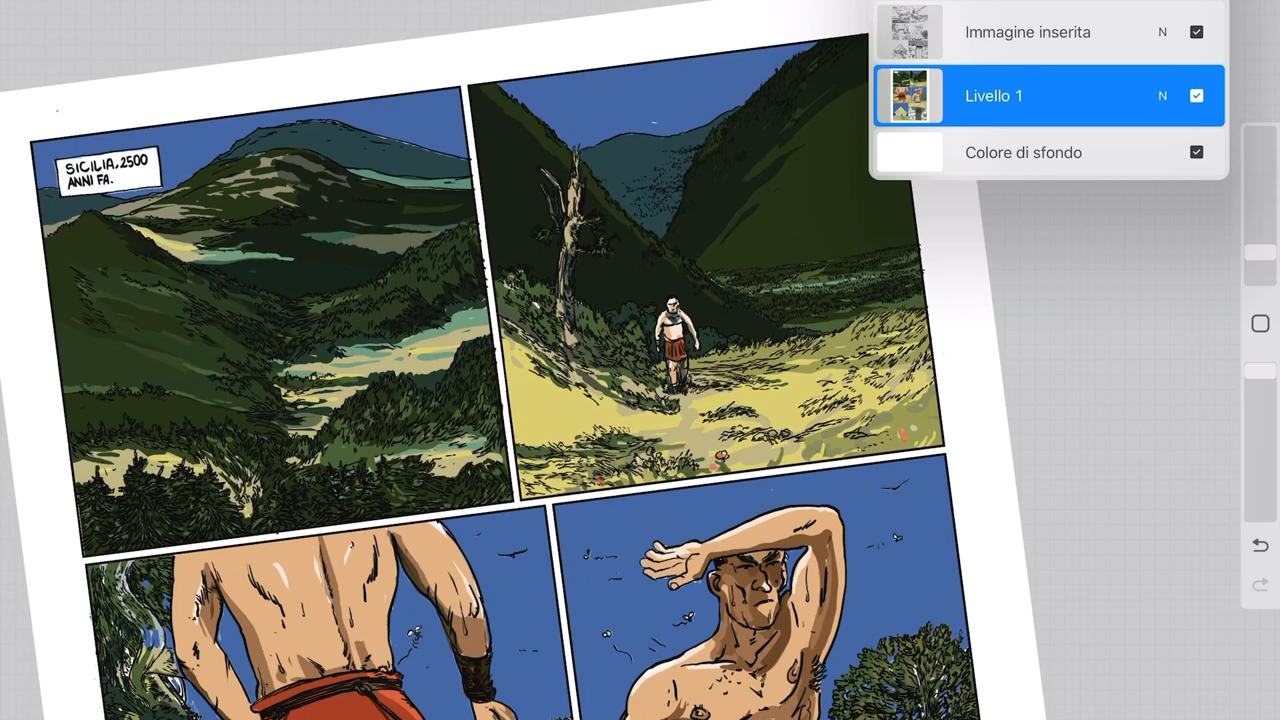 Immagine inserita N
Livello 1 N
Colore di sfondo
SICILIA, 2500
ANNI FA.